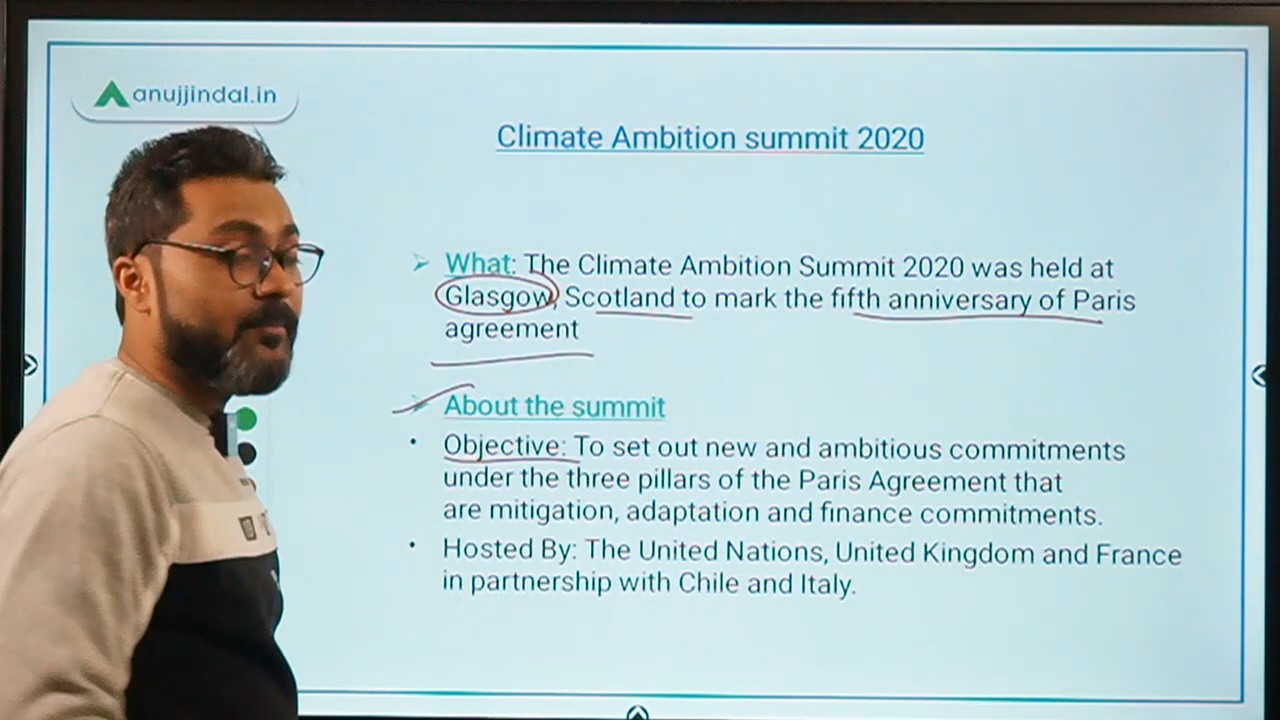 anujjindal.in
Climate Ambition summit 2020
What: The Climate Ambition Summit 2020 was held at
Glasgow, Scotland to mark the fifth anniversary of Paris
agreement
About the summit
• Objective: To set out new and ambitious commitments
under the three pillars of the Paris Agreement that
are mitigation, adaptation and finance commitments.
• Hosted By: The United Nations, United Kingdom and France
in partnership with Chile and Italy.